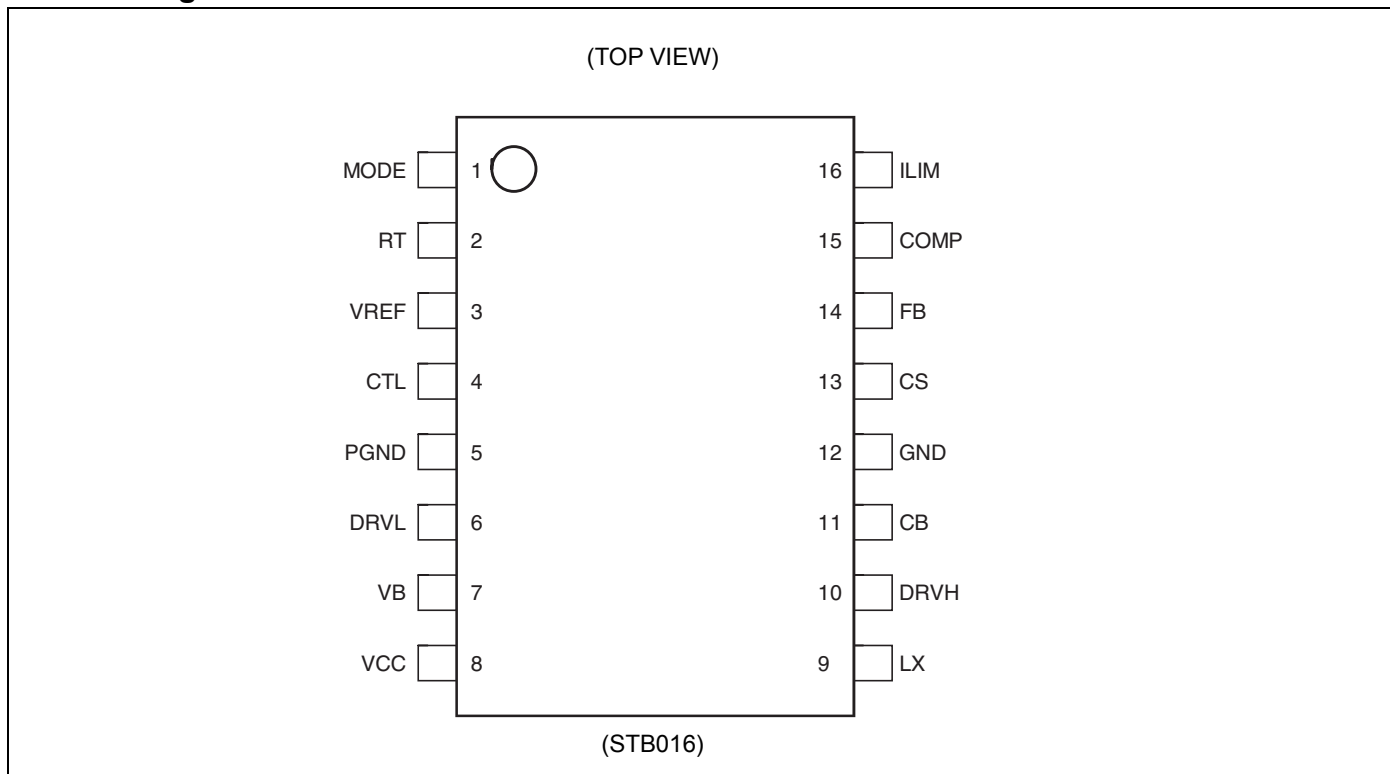 (TOP VIEW)
MODE 1 16 ILIM
RT 2 15 COMP
VREF 3 14 FB
CTL 4 13 CS
PGND 5 12 GND
DRVL 6 11 CB
VB 7 10 DRVH
VCC 8 9 LX
(STB016)